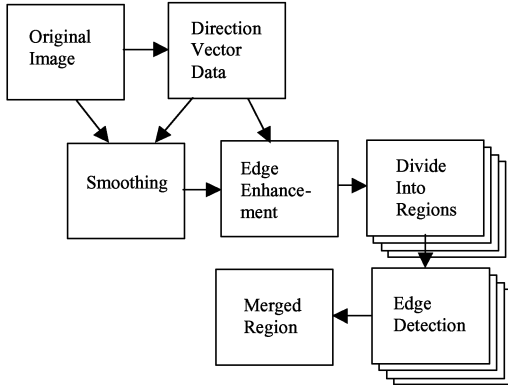 Original
Image
Direction
Vector
Data
Smoothing
Edge
Enhance-
ment
Divide
Into
Regions
Merged
Region
Edge
Detection